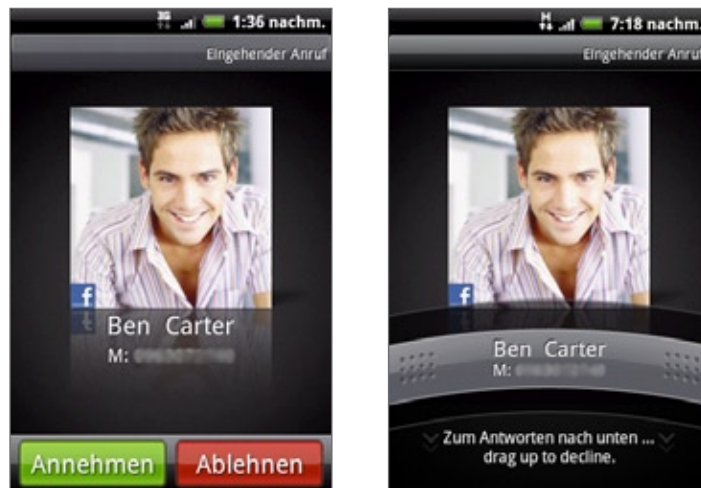 3G 1:36 nachm.
Eingehender Anruf
f
Ben Carter
M:
Annehmen Ablehnen
H 7:18 nachm.
Eingehender Anruf
f
Ben Carter
M:
Zum Antworten nach unten ...
drag up to decline.